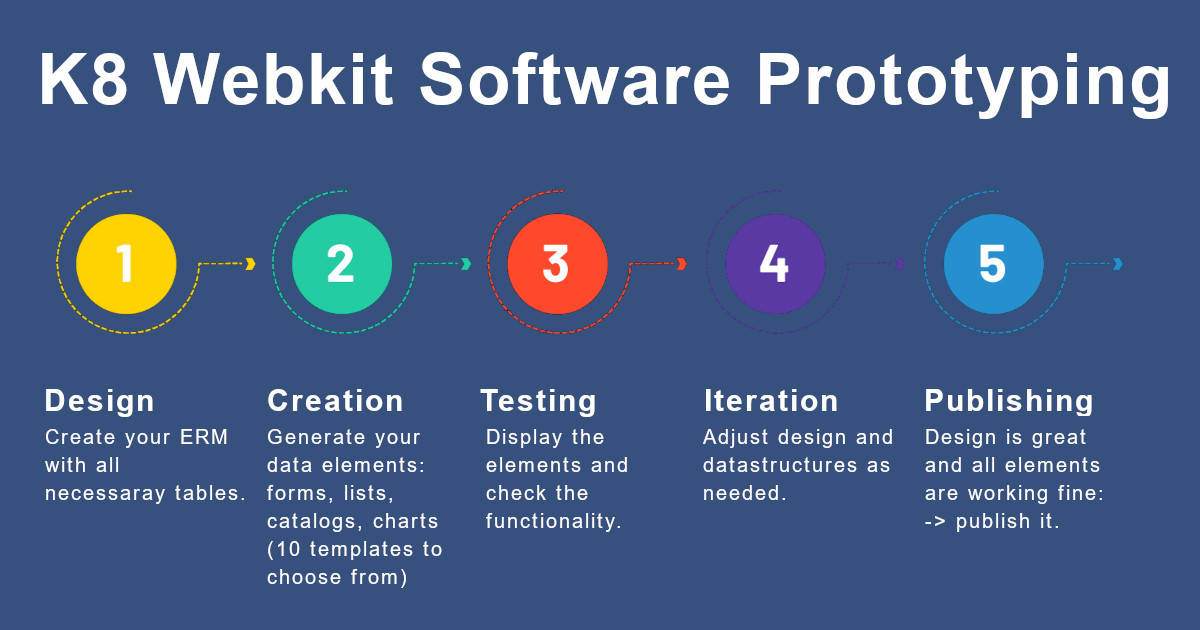 K8 Webkit Software Prototyping
1
2
3
4
5
Design
Create your ERM
with all
necessaray tables.
Creation
Generate your
data elements:
forms, lists,
catalogs, charts
(10 templates to
choose from)
Testing
Display the
elements and
check the
functionality.
Iteration
Adjust design and
datastructures as
needed.
Publishing
Design is great
and all elements
are working fine:
-> publish it.